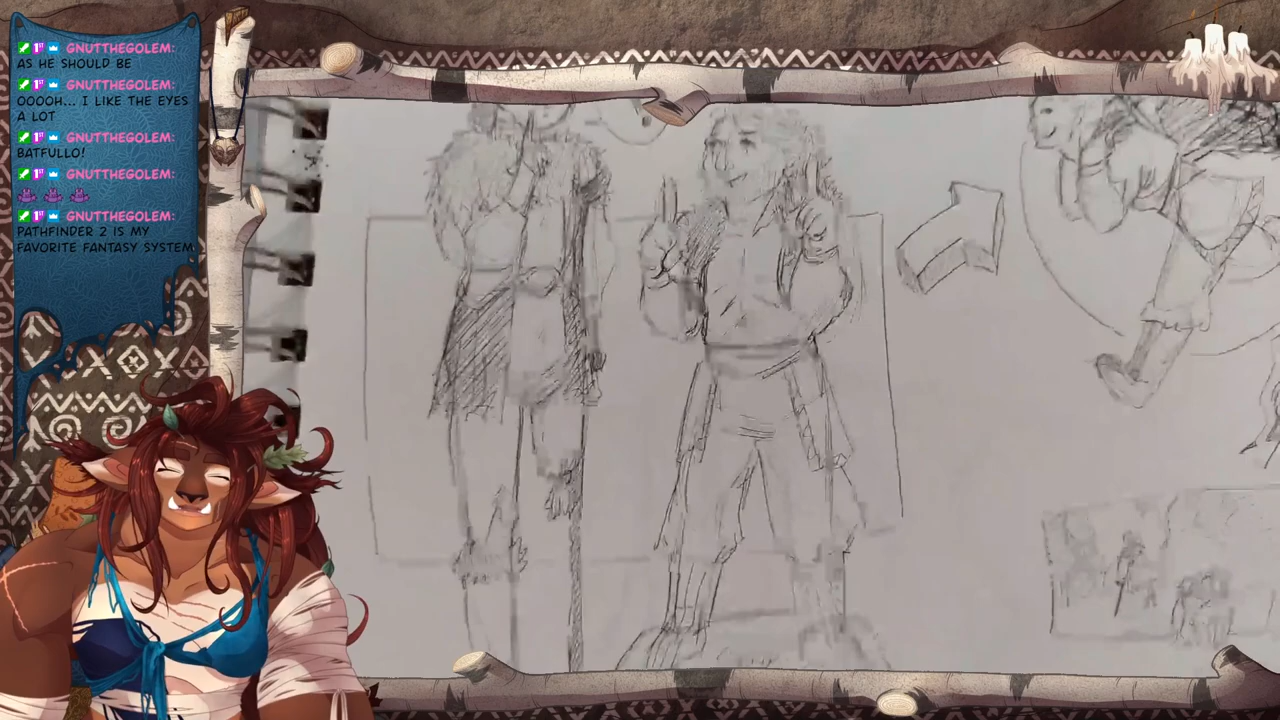 GNUTTHEGOLEM:
AS HE SHOULD BE
GNUTTHEGOLEM:
OOOOH... I LIKE THE EYES
A LOT
GNUTTHEGOLEM:
BATFULLO!
GNUTTHEGOLEM:
GNUTTHEGOLEM:
PATHFINDER 2 IS MY
FAVORITE FANTASY SYSTEM